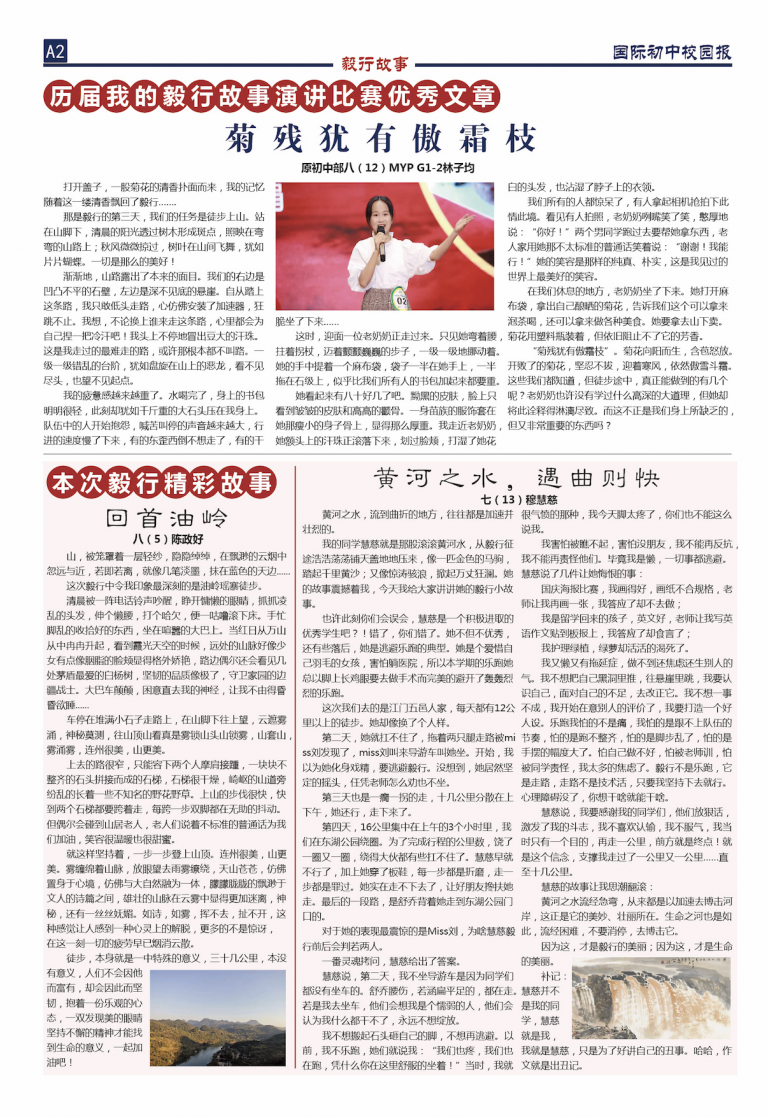 A2
毅行故事
国际初中校园报
历届我的毅行故事演讲比赛优秀文章
菊残犹有傲霜枝
原初中部八（12）MYP G1-2林子均
打开盖子，一股菊花的清香扑面而来，我的记忆
随着这一缕清香飘回了毅行.......
那是毅行的第三天，我们的任务是徒步上山。站
在山脚下，清晨的阳光透过树木形成斑点，照映在弯
弯的山路上；秋风微微掠过，树叶在山间飞舞，犹如
片片蝴蝶。一切是那么的美好！
渐渐地，山路露出了本来的面目。我们的右边是
凹凸不平的石壁，左边是深不见底的悬崖。自从踏上
这条路，我只敢低头走路，心仿佛安装了加速器，狂
跳不止。我想，不论换上谁来走这条路，心里都会为
自己捏一把冷汗吧！我头上不停地冒出豆大的汗珠。
这是我走过的最难走的路，或许那根本都不叫路。一
级一级错乱的台阶，犹如盘旋在山上的恶龙，看不见
尽头，也望不见起点。
我的疲惫感越来越重了。水喝完了，身上的书包
明明很轻，此刻却犹如千斤重的大石头压在我身上。
队伍中的人开始抱怨，喊苦叫停的声音越来越大，行
进的速度慢了下来，有的东歪西倒不想走了，有的干
02
脆坐了下来......
这时，迎面一位老奶奶正走过来。只见她弯着腰，
拄着拐杖，迈着颤颤巍巍的步子，一级一级地挪动着。
她的手中提着一个麻布袋，袋子一半在她手上，一半
拖在石级上，似乎比我们所有人的书包加起来都要重。
她看起来有八十好几了吧。黝黑的皮肤，脸上只
看到皱皱的皮肤和高高的颧骨。一身苗族的服饰套在
她那瘦小的身子骨上，显得那么厚重。我走近老奶奶，
她额头上的汗珠正滚落下来，划过脸颊，打湿了她花
白的头发，也沾湿了脖子上的衣领。
我们所有的人都惊呆了，有人拿起相机抢拍下此
情此境。看见有人拍照，老奶奶咧嘴笑了笑，憨厚地
说：“你好！”两个男同学跑过去要帮她拿东西，老
人家用她那不太标准的普通话笑着说：“谢谢！我能
行！”她的笑容是那样的纯真、朴实，这是我见过的
世界上最美好的笑容。
在我们休息的地方，老奶奶坐了下来。她打开麻
布袋，拿出自己酿晒的菊花，告诉我们这个可以拿来
泡茶喝，还可以拿来做各种美食。她要拿去山下卖。
菊花用塑料瓶装着，但依旧阻止不了它的芳香。
“菊残犹有傲霜枝》。菊花向阳而生，含苞怒放。
开败了的菊花，坚忍不拔，迎着寒风，依然傲雪斗霜。
这些我们都知道，但徒步途中，真正能做到的有几个
呢？老奶奶也许没有学过什么高深的大道理，但她却
将此诠释得淋漓尽致。而这不正是我们身上所缺乏的，
但又非常重要的东西吗？
本次毅行精彩故事
回首油岭
八（5）陈政好
山，被笼罩着一层轻纱，隐隐绰绰，在飘渺的云烟中
忽远与近，若即若离，就像几笔淡墨，抹在蓝色的天边......
这次毅行中令我印象最深刻的是油岭瑶寨徒步。
清晨被一阵电话铃声吵醒，睁开慵懒的眼睛，抓抓凌
乱的头发，伸个懒腰，打个哈欠，便一咕噜滚下床。手忙
脚乱的收拾好的东西，坐在喧嚣的大巴上。当红日从万山
从中冉冉升起，看到霞光天空的时候，远处的山脉好像少
女有点像胭脂的脸颊显得格外娇艳，路边偶尔还会看见几
处茅盾最爱的白杨树，坚韧的品质像极了，守卫家园的边
疆战士。大巴车颠颠，困意直去我的神经，让我不由得昏
昏欲睡......
车停在堆满小石子走路上，在山脚下往上望，云遮雾
涌，神秘莫测，往山顶山看真是雾锁山头山锁雾，山套山，
雾涌雾，连州很美，山更美。
上去的路很窄，只能容下两个人摩肩接踵，一块块不
整齐的石头拼接而成的石梯，石梯很干燥，崎岖的山道旁
纷乱的长着一些不知名的野花野草。上山的步伐很快，快
到两个石梯都要跨着走，每跨一步双脚都在无助的抖动。
但偶尔会碰到山居老人，老人们说着不标准的普通话为我
们加油，笑容很温暖也很甜蜜。
就这样坚持着，一步一步登上山顶。连州很美，山更
美。雾缠绵着山脉，放眼望去雨雾缭绕，天山苍茫，仿佛
置身于心境，仿佛与大自然融为一体，朦朦胧胧的飘渺于
文人的诗篇之间，雄壮的山脉在云雾中显得更加迷离，神
秘，还有一丝丝妩媚。如诗，如雾，挥不去，扯不开，这
种感觉让人感到一种心灵上的解脱，更多的不是惊讶，
在这一刻一切的疲劳早已烟消云散。
徒步，本身就是一中特殊的意义，三十几公里，本没
有意义，人们不会因他
而富有，却会因此而坚
韧，抱着一份乐观的心
态，一双发现美的眼睛
坚持不懈的精神才能找
到生命的意义，一起加
油吧！
黄河之水，遇曲则快
七（13）穆慧慈
黄河之水，流到曲折的地方，往往都是加速并
壮烈的。
我的同学慧慈就是那股滚滚黄河水，从毅行征
途浩浩荡荡铺天盖地地压来，像一匹金色的马驹，
踏起千里黄沙；又像惊涛骇浪，掀起万丈狂澜。她
的故事震撼着我，今天我给大家讲讲她的毅行小故
事。
也许此刻你们会误会，慧慈是一个积极进取的
优秀学生吧？！错了，你们错了。她不但不优秀，
还有些落后，她是逃避乐跑的典型。她是个爱惜自
己羽毛的女孩，害怕躺医院，所以本学期的乐跑她
总以脚上长鸡眼要去做手术而完美的避开了轰轰烈
烈的乐跑。
这次我们去的是江门五邑人家，每天都有12公
里以上的徒步。她却像换了个人样。
第二天，她就扛不住了，拖着两只腿走路被mi
ss刘发现了，miss刘叫来导游车叫她坐。开始，我
以为她化身戏精，要逃避毅行。没想到，她居然坚
定的摇头，任凭老师怎么劝也不坐。
第三天也是一瘸一拐的走，十几公里分散在上
下午，她还行，走下来了。
第四天，16公里集中在上午的3个小时里，我
们在东湖公园绕圈。为了完成行程的公里数，饶了
一圈又一圈，绕得大伙都有些扛不住了。慧慈早就
不行了，加上她穿了板鞋，每一步都是折磨，走一
步都是罪过。她实在走不下去了，让好朋友搀扶她
走。最后的一段路，是舒乔背着她走到东湖公园门
口的。
对于她的表现最震惊的是Miss刘，为啥慧慈毅
行前后会判若两人。
一番灵魂拷问，慧慈给出了答案。
慧慈说，第二天，我不坐导游车是因为同学们
都没有坐车的。舒乔腰伤，若涵扁平足的，都在走。
若是我去坐车，他们会想我是个懦弱的人，他们会
认为我什么都干不了，永远不想绽放。
我不想搬起石头砸自己的脚，不想再逃避。以
前，我不乐跑，她们就说我：“我们也疼，我们也
在跑，凭什么你在这里舒服的坐着！”当时，我就
很气愤的那种，我今天脚太疼了，你们也不能这么
说我。
我害怕被瞧不起，害怕没朋友，我不能再反坑，
我不能再责怪他们。毕竟我是懒，一切事都逃避。
慧慈说了几件让她悔恨的事：
国庆海报比赛，我画得好，画纸不合规格，老
师让我再画一张，我答应了却不去做；
我是留学回来的孩子，英文好，老师让我写英
语作文贴到板报上，我答应了却食言了；
我护理绿植，绿萝却活活的渴死了。
我又懒又有拖延症，做不到还焦虑还生别人的
气。我不想把自己黑洞里推，往悬崖里跳，我要认
识自己，面对自己的不足，去改正它。我不想一事
不成，我开始在意别人的评价了，我要打造一个好
人设。乐跑我怕的不是痛，我怕的是跟不上队伍的
节奏，怕的是跑不整齐，怕的是脚步乱了，怕的是
手摆的幅度大了。怕自己做不好，怕被老师训，怕
被同学责怪，我太多的焦虑了。毅行不是乐跑，它
是走路，走路不是技术活，只要我坚持下去就行。
心理障碍没了，你想干啥就能干啥。
慧慈说，我要感谢我的同学们，他们放狠话，
激发了我的斗志，我不喜欢认输，我不服气，我当
时只有一个目的，再走一公里，前方就是终点！就
是这个信念，支撑我走过了一公里又一公里......直
至十几公里。
慧慈的故事让我思潮翻滚：
黄河之水流经急弯，从来都是以加速去博击河
岸，这正是它的美妙、壮丽所在。生命之河也是如
此，流经困难，不要消停，去博击它。
因为这，才是毅行的美丽；因为这，才是生命
的美丽。
补记：
慧慈并不
是我的同
学，慧慈
就是我，
我就是慧慈，只是为了好讲自己的丑事。哈哈，作
文就是出丑记。